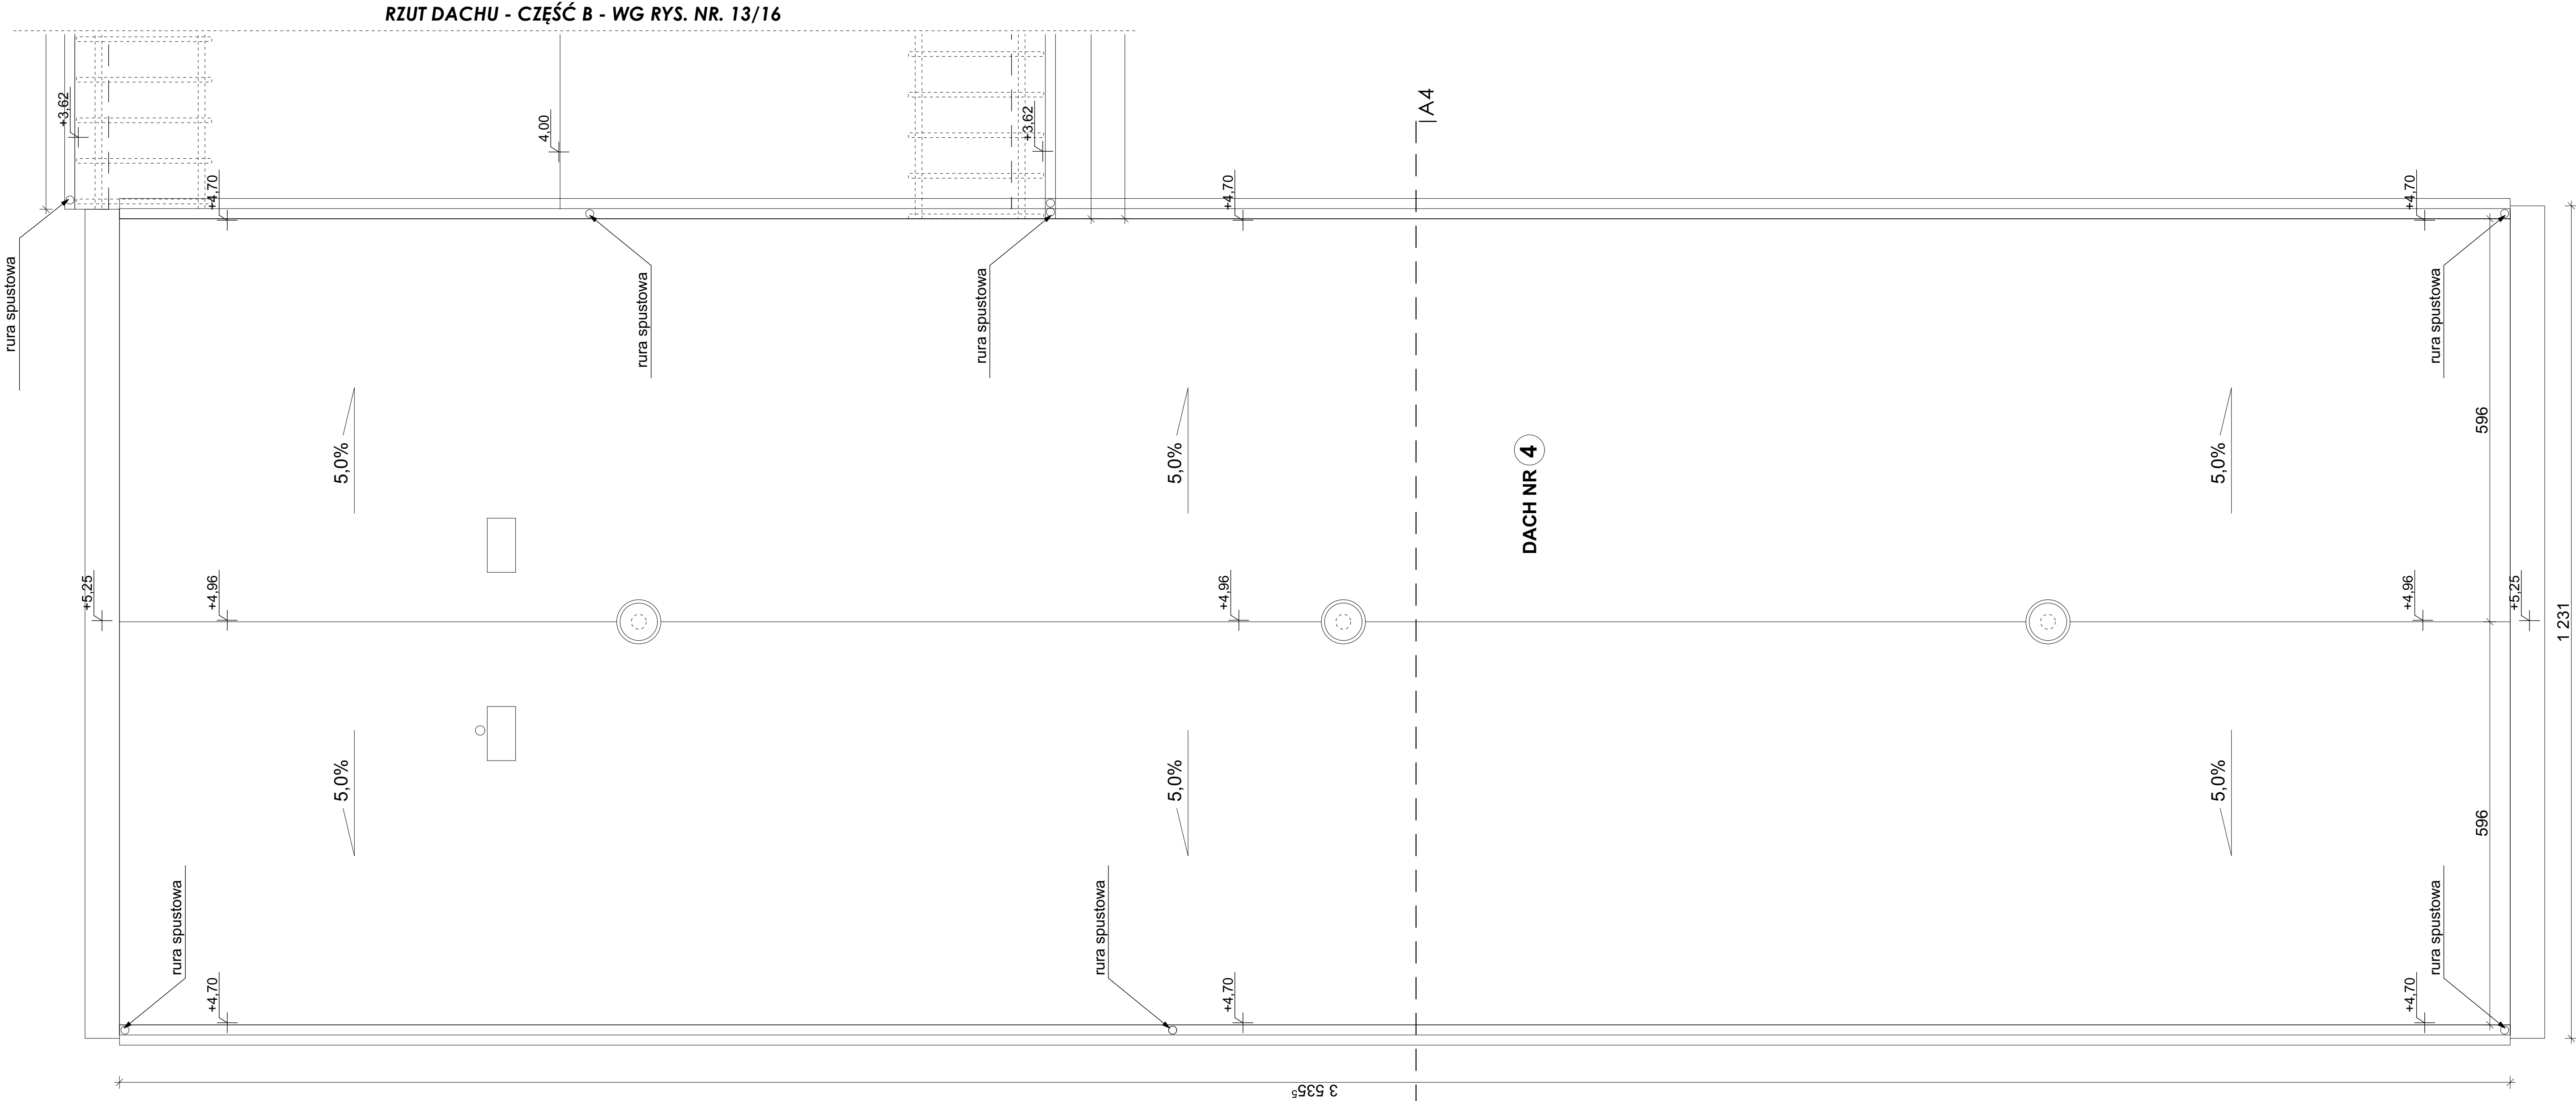 RZUT DACHU - CZĘŚĆ B - WG RYS. NR. 13/16
+3,62
4,00
+3,62
A4
+4,70
+4,70
+4,70
rura spustowa
rura spustowa
rura spustowa
rura spustowa
5,0%
5,0%
5,0%
596
DACH NR 4
+5,25
+4,96
+4,96
+4,96
+5,25
1 231
5,0%
5,0%
5,0%
596
rura spustowa
rura spustowa
rura spustowa
+4,70
+4,70
+4,70
3 535⁵